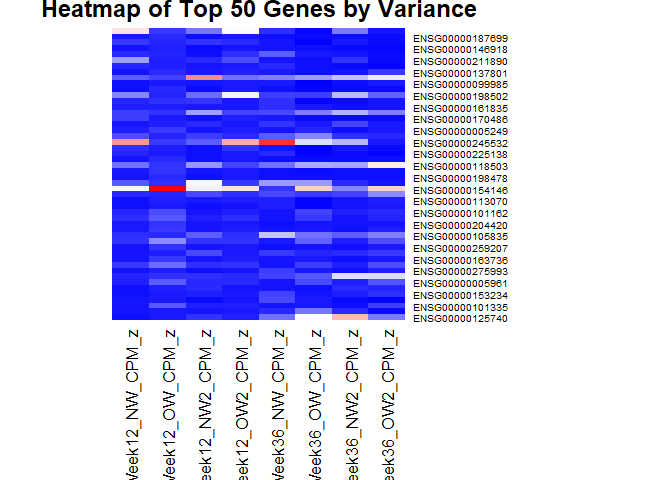 Heatmap of Top 50 Genes by Variance
ENSG00000187699
ENSG00000146918
ENSG00000211890
ENSG00000137801
ENSG00000099985
ENSG00000198502
ENSG00000161835
ENSG00000170486
ENSG00000005249
ENSG00000245532
ENSG00000225138
ENSG00000118503
ENSG00000198478
ENSG00000154146
ENSG00000113070
ENSG00000101162
ENSG00000204420
ENSG00000105835
ENSG00000259207
ENSG00000163736
ENSG00000275993
ENSG00000005961
ENSG00000153234
ENSG00000101335
ENSG00000125740
Week12_NW_CPM_z
Week12_OW_CPM_z
Week12_NW2_CPM_z
Week12_OW2_CPM_z
Week36_NW_CPM_z
Week36_OW_CPM_z
Week36_NW2_CPM_z
Week36_OW2_CPM_z